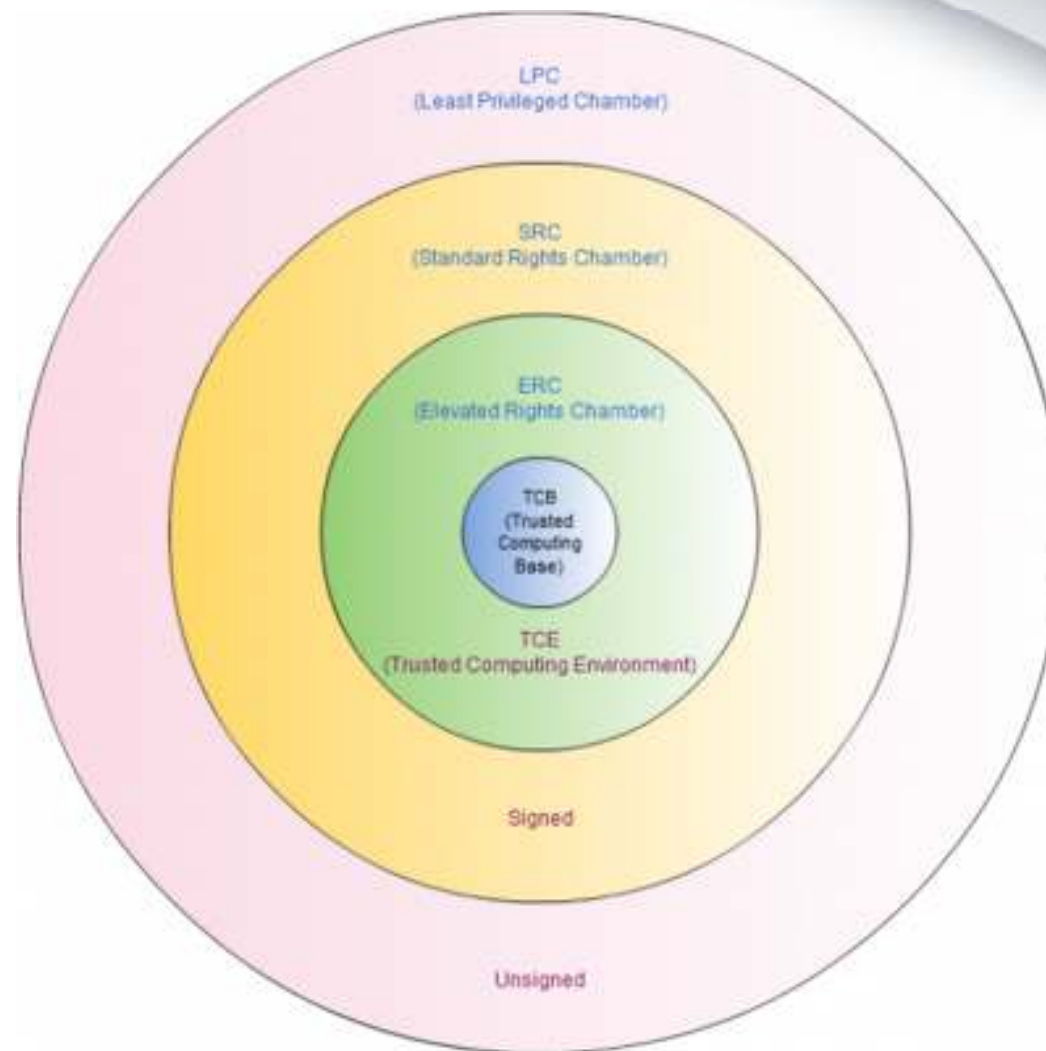 LPC
(Least Privileged Chamber)
SRC
(Standard Rights Chamber)
ERC
(Elevated Rights Chamber)
TCB
(Trusted
Computing
Base)
TCE
(Trusted Computing Environment)
Signed
Unsigned